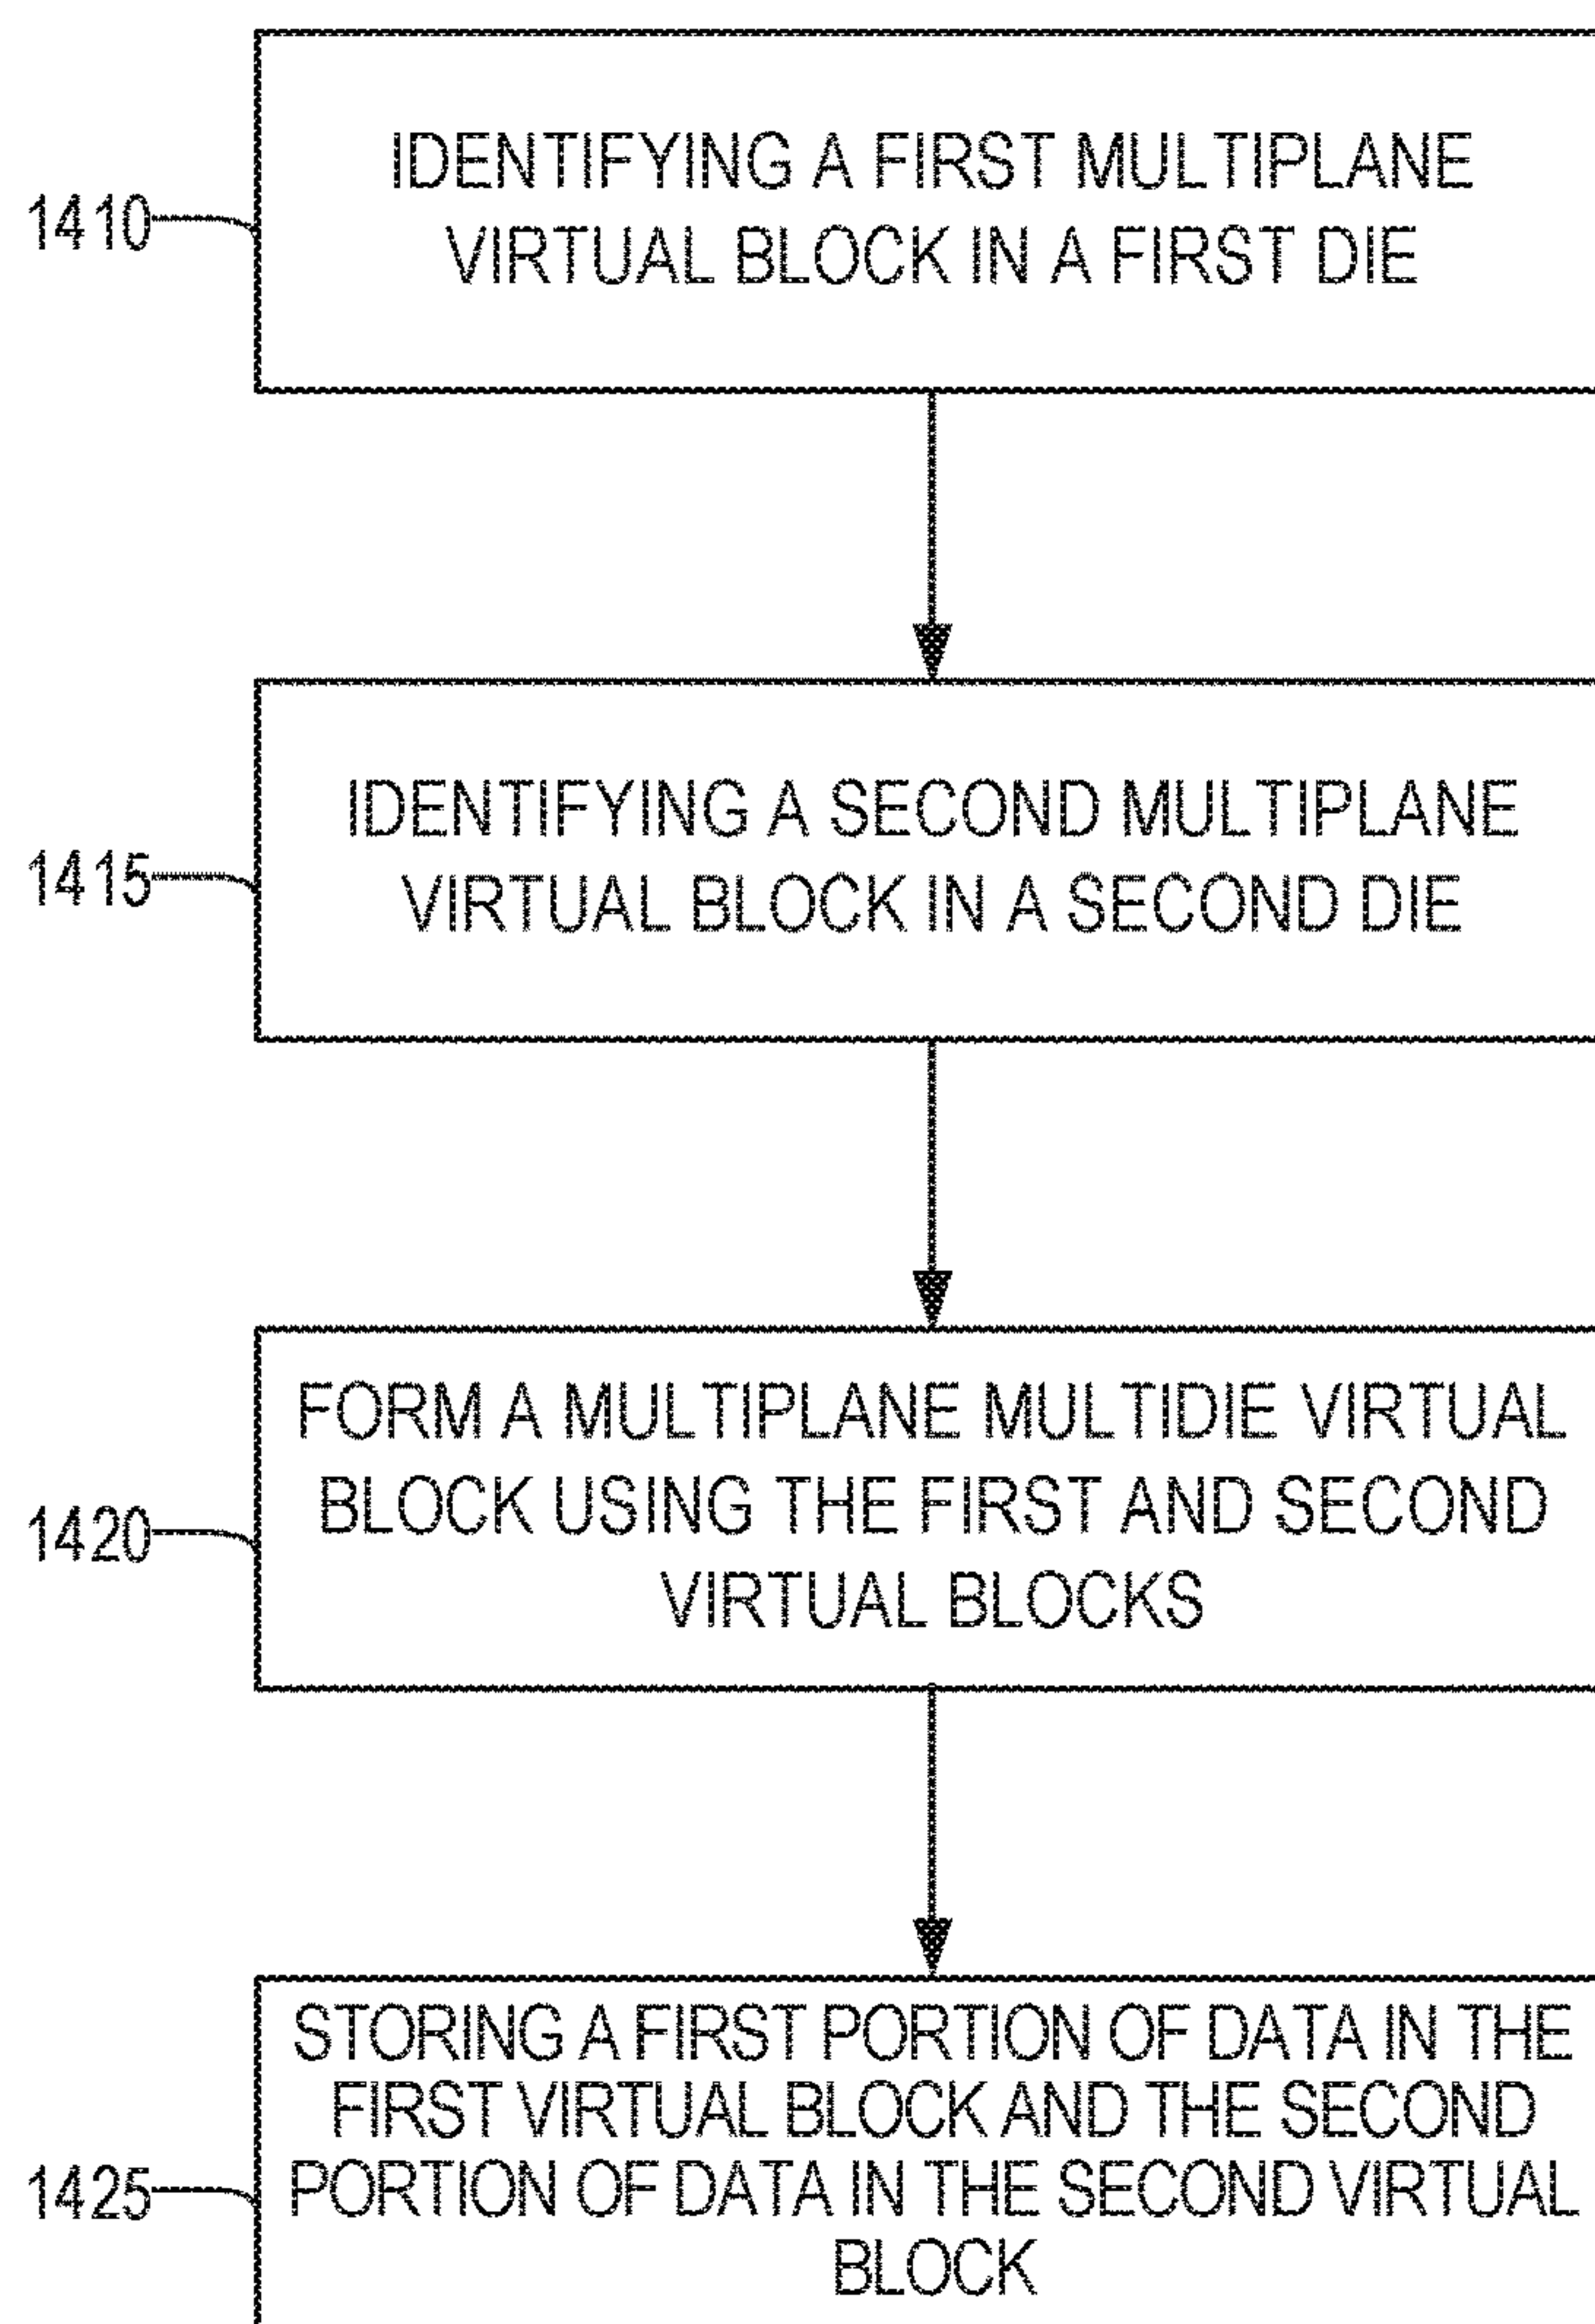 IDENTIFYING A FIRST MULTIPLANE
VIRTUAL BLOCK IN A FIRST DIE
1410
IDENTIFYING A SECOND MULTIPLANE
VIRTUAL BLOCK IN A SECOND DIE
1415
FORM A MULTIPLANE MULTIDIE VIRTUAL
BLOCK USING THE FIRST AND SECOND
VIRTUAL BLOCKS
1420
STORING A FIRST PORTION OF DATA IN THE
FIRST VIRTUAL BLOCK AND THE SECOND
PORTION OF DATA IN THE SECOND VIRTUAL
BLOCK
1425